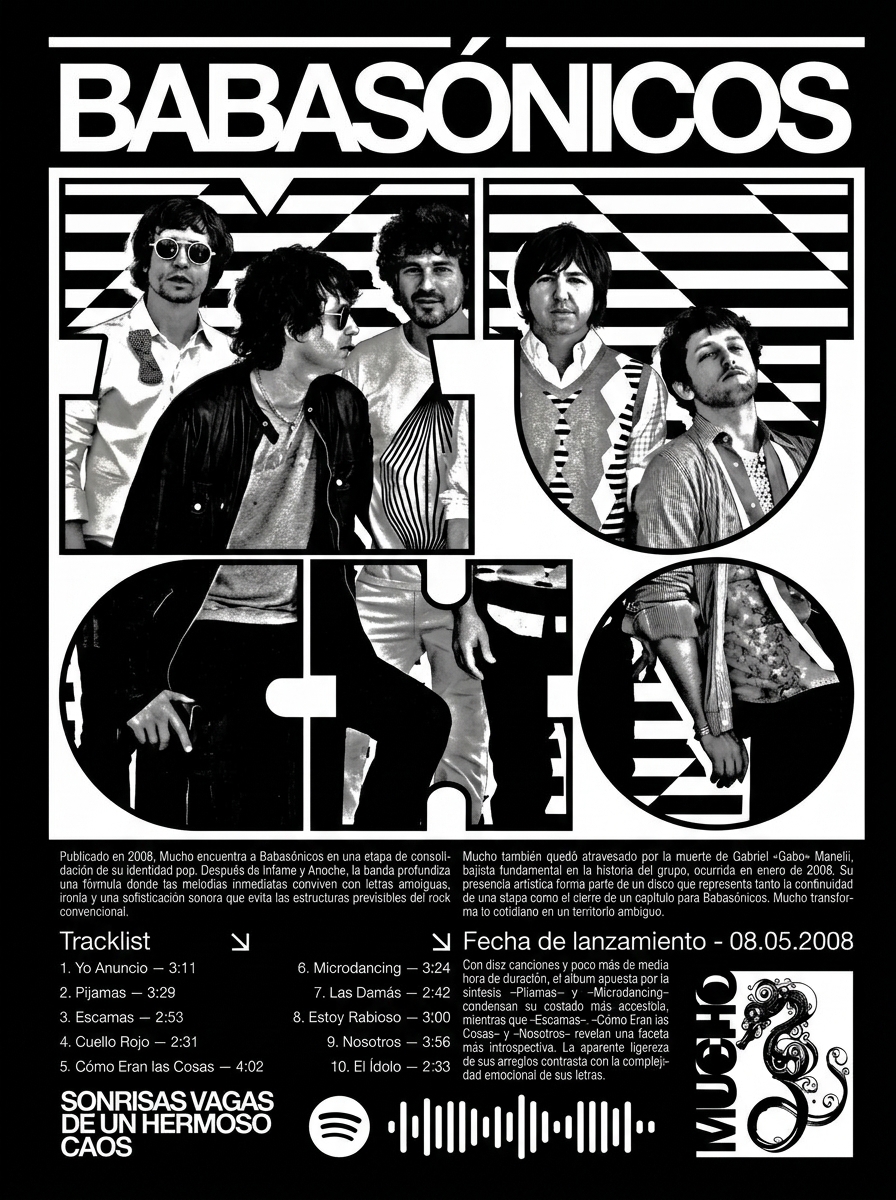 BABASÓNICOS
MUCHO
Publicado en 2008, Mucho encuentra a Babasónicos en una etapa de consoli-
dación de su identidad pop. Después de Infame y Anoche, la banda profundiza
una fórmula donde tas melodias inmediatas conviven con letras amoiguas,
ironla y una sofisticación sonora que evita las estructuras previsibles del rock
convencional.
Mucho también quedó atravesado por la muerte de Gabriel «Gabo» Manelii,
bajista fundamental en la historia del grupo, ocurrida en enero de 2008. Su
presencia artística forma parte de un disco que represents tanto la continuidad
de una stapa como el clerre de un capítulo para Babasónicos. Mucho transfor-
ma lo cotidiano en un territorlo ambiguo.
Tracklist
1. Yo Anuncio – 3:11
2. Pijamas – 3:29
3. Escamas – 2:53
4. Cuello Rojo – 2:31
5. Cómo Eran las Cosas – 4:02
6. Microdancing – 3:24
7. Las Damás – 2:42
8. Estoy Rabioso – 3:00
9. Nosotros – 3:56
10. El Ídolo – 2:33
Fecha de lanzamiento - 08.05.2008
Con disz canciones y poco más de media
hora de duratión, el album apuesta por la
sintesis –Pliamas– y –Microdancing–
condensan su costado más accestola,
mientras que –Escamas–. –Cómo Eran ias
Cosas– y –Nosotros– revelan una faceta
más introspectiva. La aparente ligereza
de sus arreglos contrasta con la complej-
dad emocional de sus letras.
MUCHO
SONRISAS VAGAS
DE UN HERMOSO
CAOS